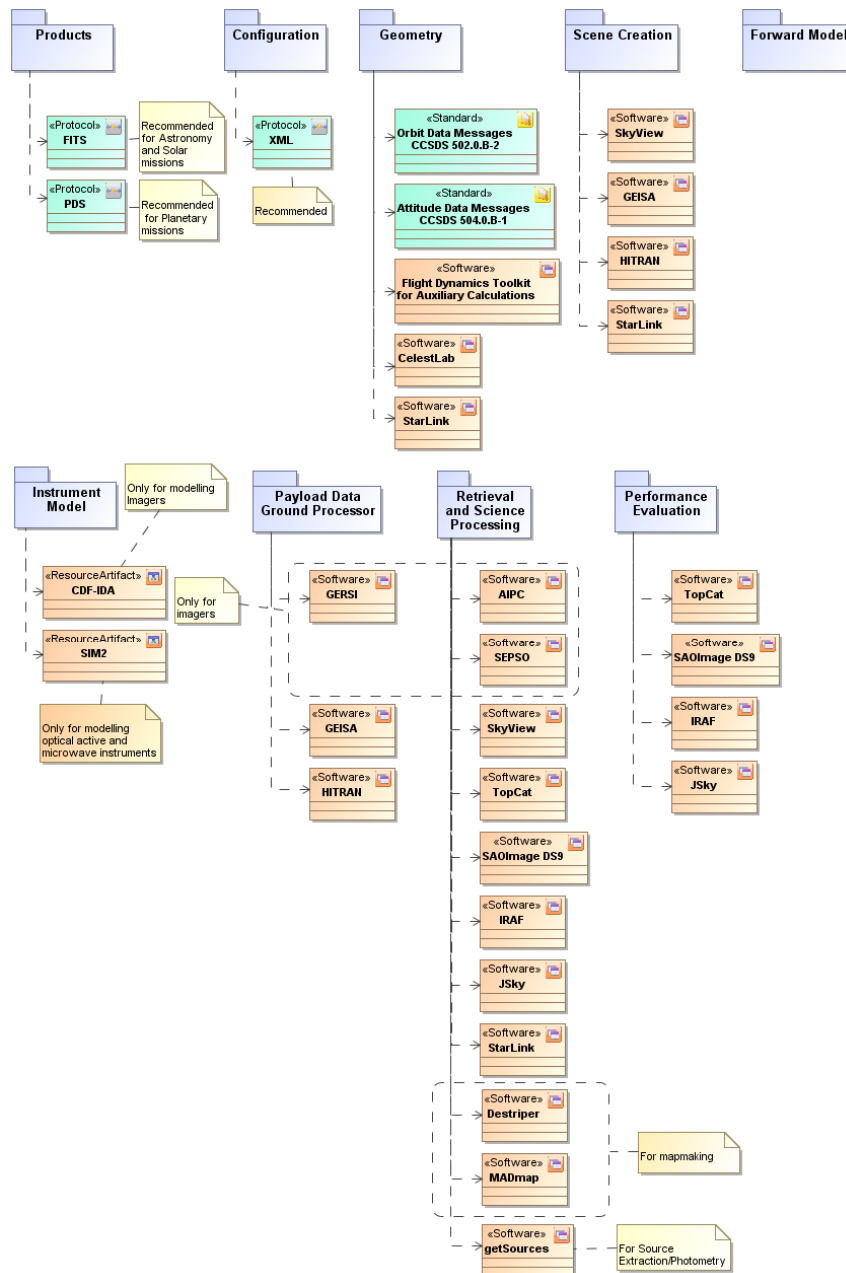 Products
Configuration
Geometry
Scene Creation
Forward Model
«Protocol»
FITS
Recommended
for Astronomy
and Solar
missions
«Protocol»
PDS
Recommended
for Planetary
missions
«Protocol»
XML
Recommended
«Standard»
Orbit Data Messages
CCSDS 502.0.B-2
«Standard»
Attitude Data Messages
CCSDS 504.0.B-1
«Software»
Flight Dynamics Toolkit
for Auxiliary Calculations
«Software»
CelestLab
«Software»
StarLink
«Software»
SkyView
«Software»
GEISA
«Software»
HITRAN
«Software»
StarLink
Instrument
Model
Only for modelling
Imagers
«ResourceArtifact»
CDF-IDA
«ResourceArtifact»
SIM2
Only for modelling
optical active and
microwave instruments
Payload Data
Ground Processor
Only for
imagers
«Software»
GERSI
«Software»
GEISA
«Software»
HITRAN
Retrieval
and Science
Processing
«Software»
AIPC
«Software»
SEPSO
«Software»
SkyView
«Software»
TopCat
«Software»
SAOImage DS9
«Software»
IRAF
«Software»
JSky
«Software»
StarLink
«Software»
Destriper
«Software»
MADmap
For mapmaking
«Software»
getSources
For Source
Extraction/Photometry
Performance
Evaluation
«Software»
TopCat
«Software»
SAOImage DS9
«Software»
IRAF
«Software»
JSky